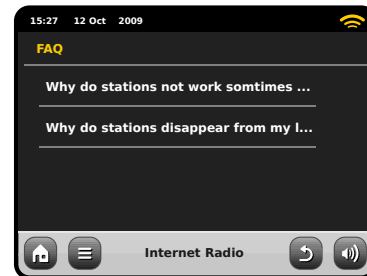 15:27 12 Oct 2009
FAQ
Why do stations not work somtimes ...
Why do stations disappear from my l...
Internet Radio